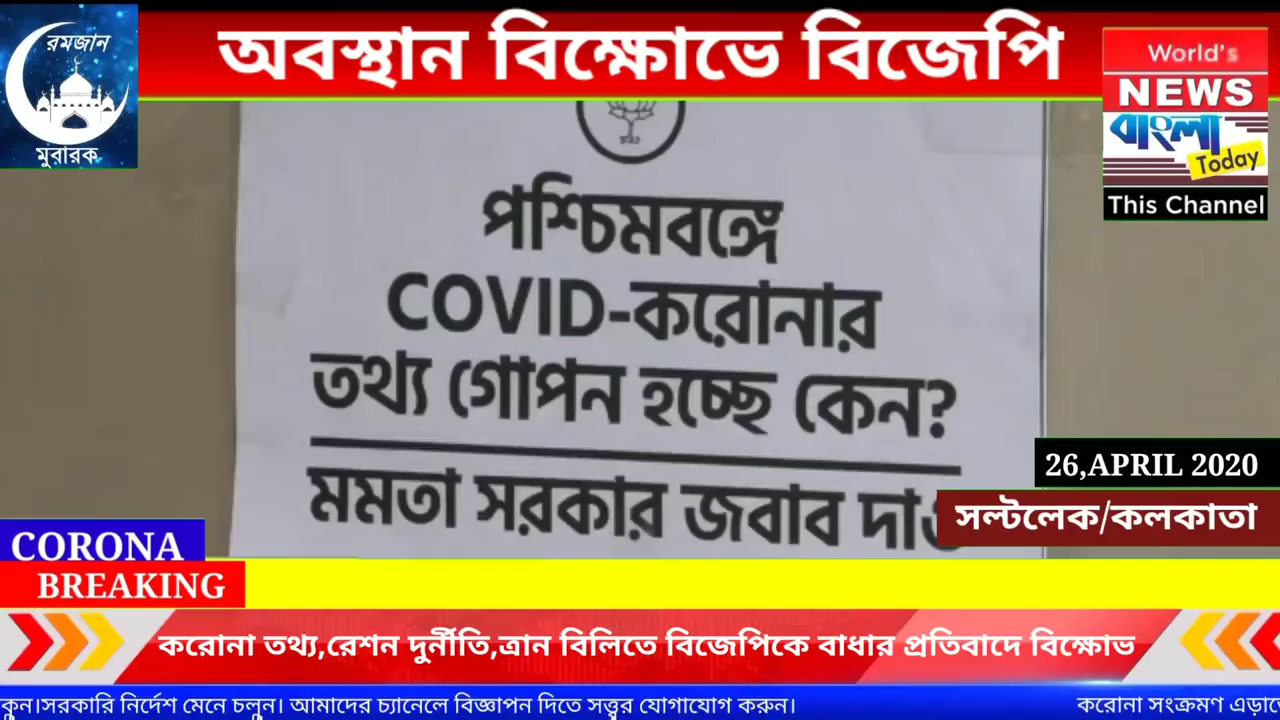 রমজান
মুবারক
অবস্থান বিক্ষোভে বিজেপি
World's
NEWS
বাংলা
Today
This Channel
পশ্চিমবঙ্গে
COVID-করোনার
তথ্য গোপন হচ্ছে কেন?
মমতা সরকার জবাব দাও
26,APRIL 2020
সল্টলেক/কলকাতা
CORONA
BREAKING
করোনা তথ্য,রেশন দুর্নীতি,ত্রান বিলিতে বিজেপিকে বাধার প্রতিবাদে বিক্ষোভ
কুন।সরকারি নির্দেশ মেনে চলুন। আমাদের চ্যানেলে বিজ্ঞাপন দিতে সত্ত্বর যোগাযোগ করুন।
করোনা সংক্রমণ এড়াতে